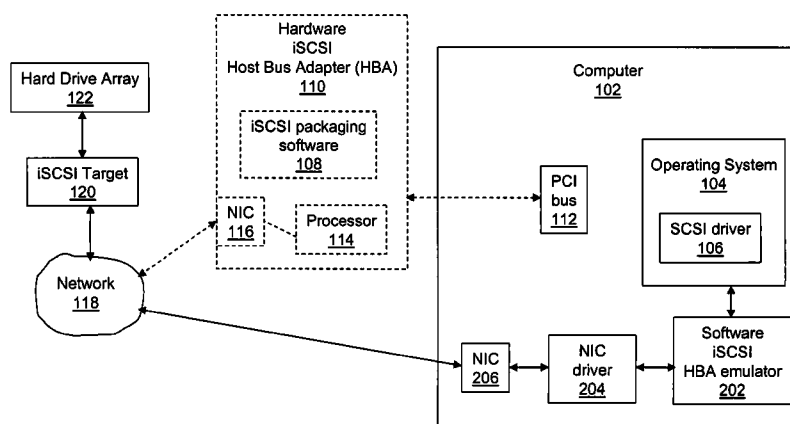 Hard Drive Array
122
iSCSI Target
120
Network
118
Hardware
iSCSI
Host Bus Adapter (HBA)
110
iSCSI packaging
software
108
NIC
116
Processor
114
Computer
102
PCI
bus
112
Operating System
104
SCSI driver
106
NIC
206
NIC
driver
204
Software
iSCSI
HBA emulator
202